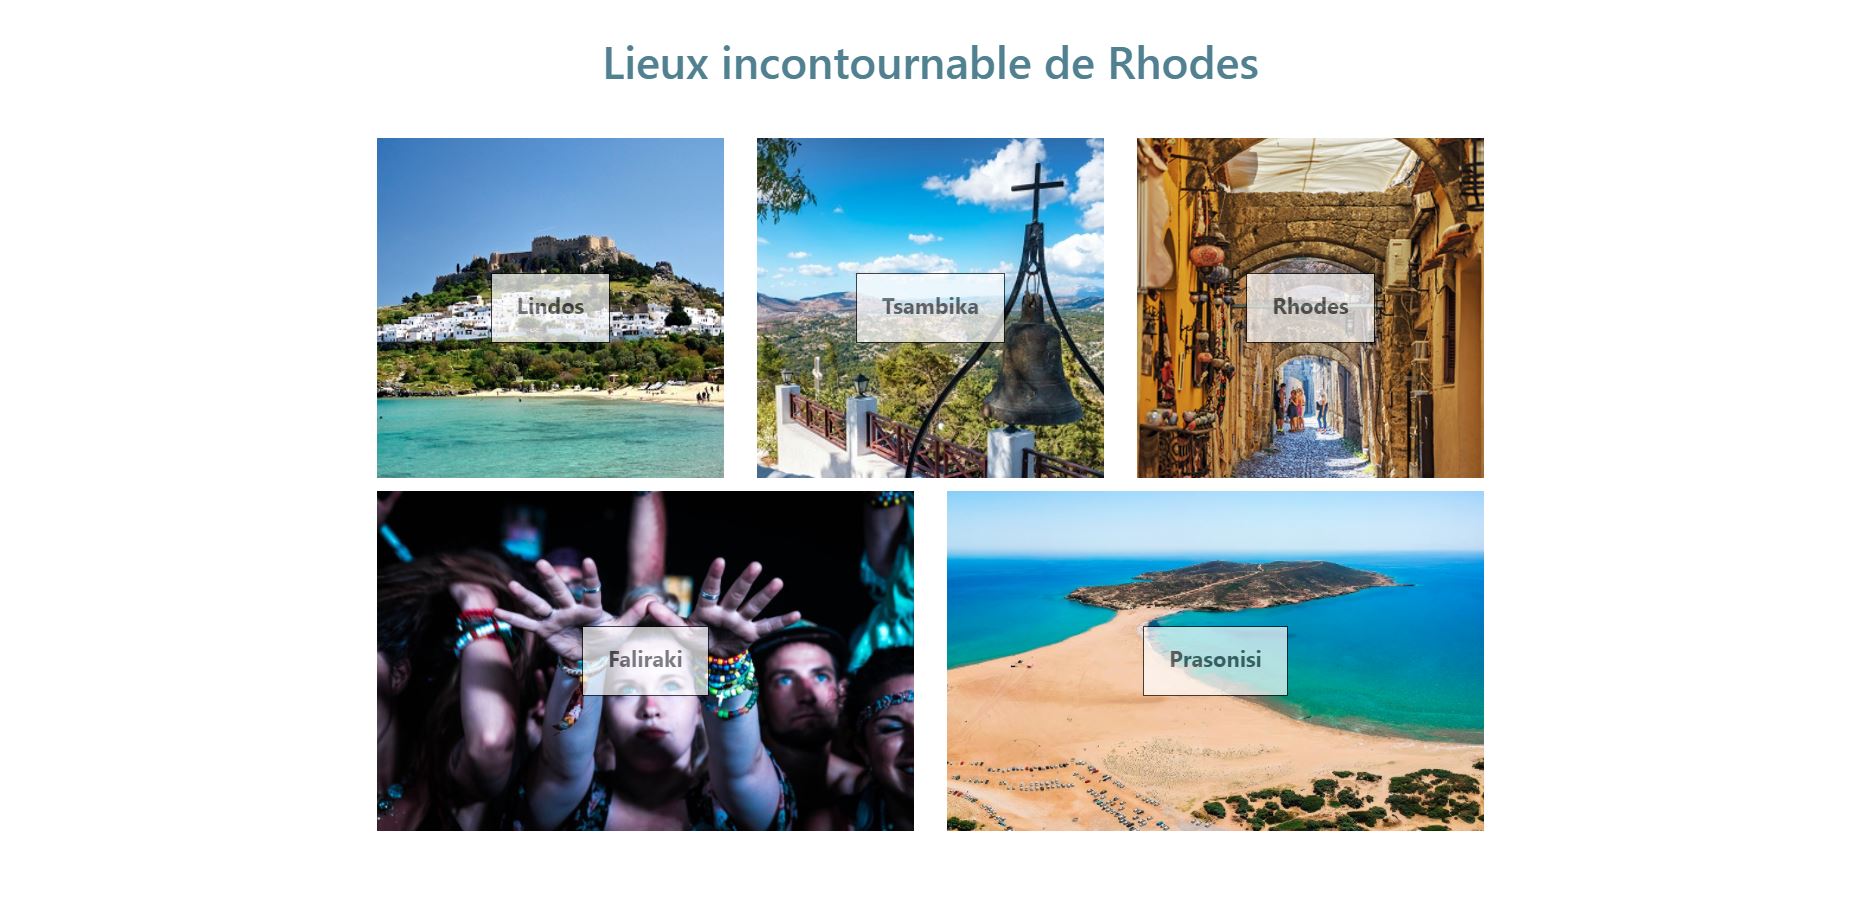 Lieux incontournable de Rhodes
Lindos
Tsambika
Rhodes
Faliraki
Prasonisi